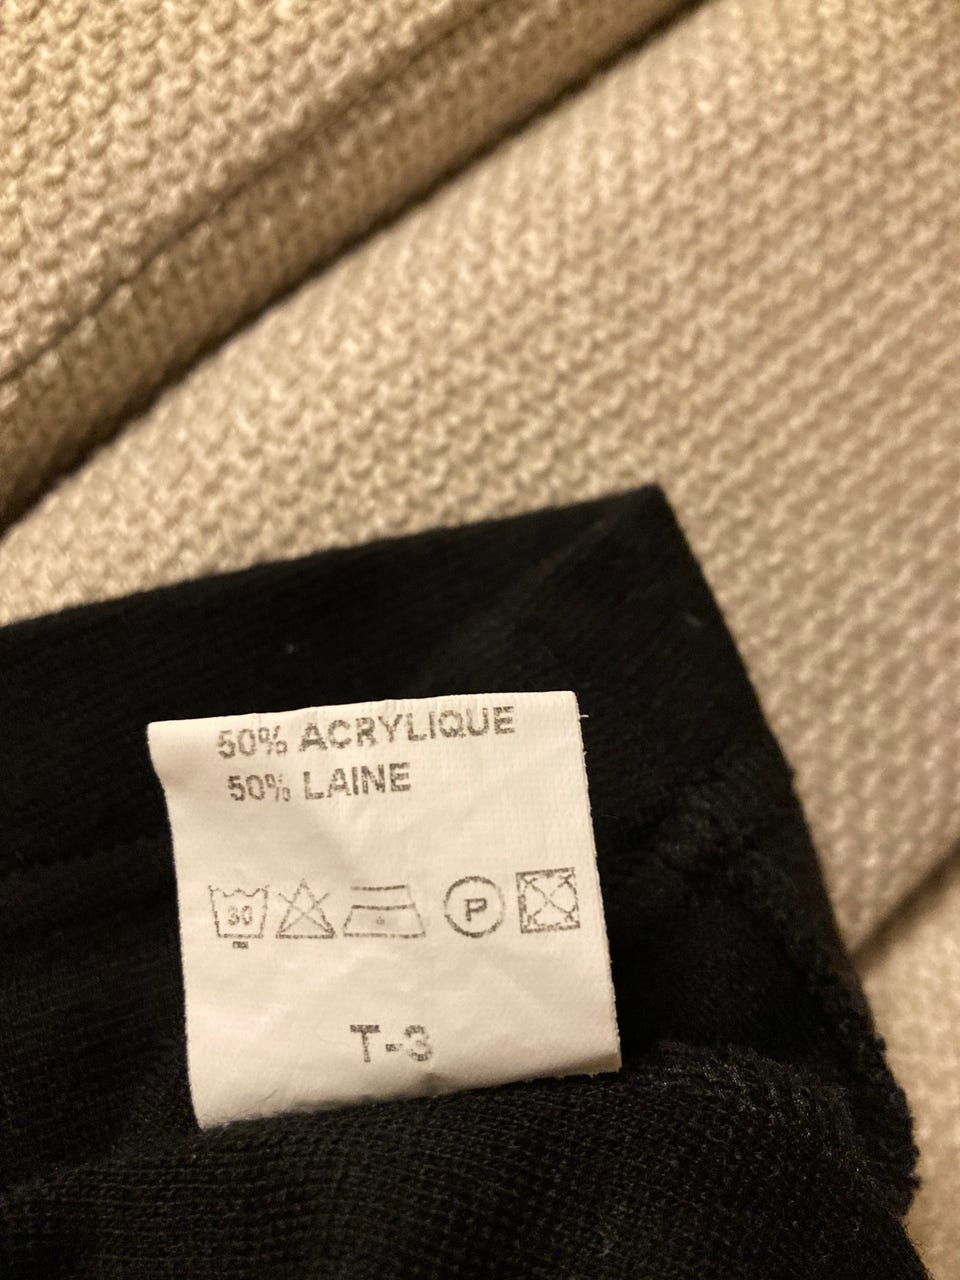 50% ACRYLIQUE
50% LAINE
30 P
T-3